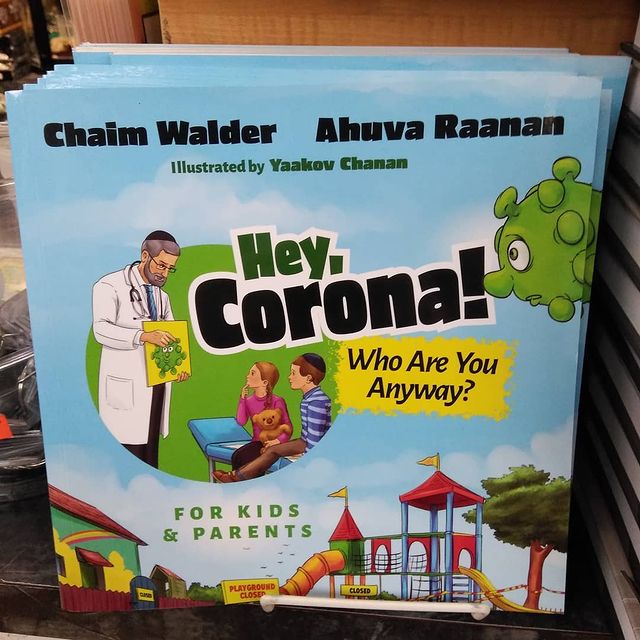 Chaim Walder Ahuva Raanan
Illustrated by Yaakov Chanan
Hey,
Corona!
Who Are You
Anyway?
FOR KIDS
& PARENTS
CLOSED
PLAYGROUND
CLOSED
CLOSED